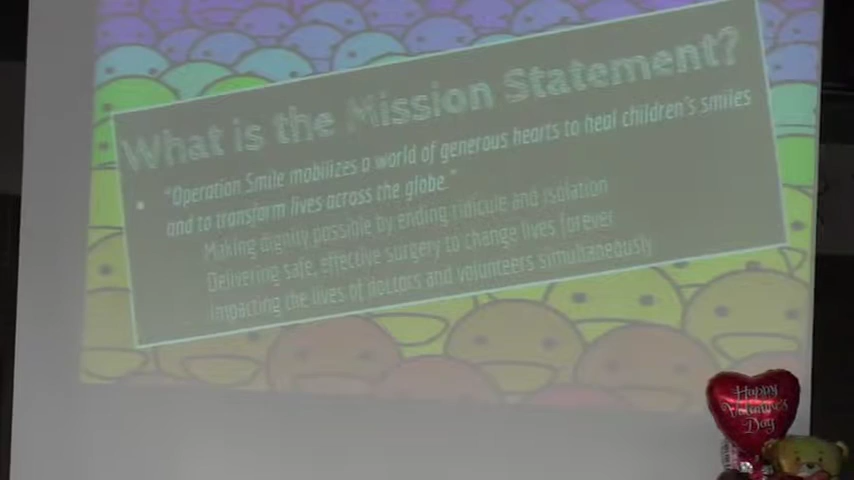 What is the Mission Statement?
• "Operation Smile mobilizes a world of generous hearts to heal children's smiles
and to transform lives across the globe."
Making dignity possible by ending ridicule and isolation
Delivering safe, effective surgery to change lives forever
Impacting the lives of doctors and volunteers simultaneously
Happy
Valentine's
Day